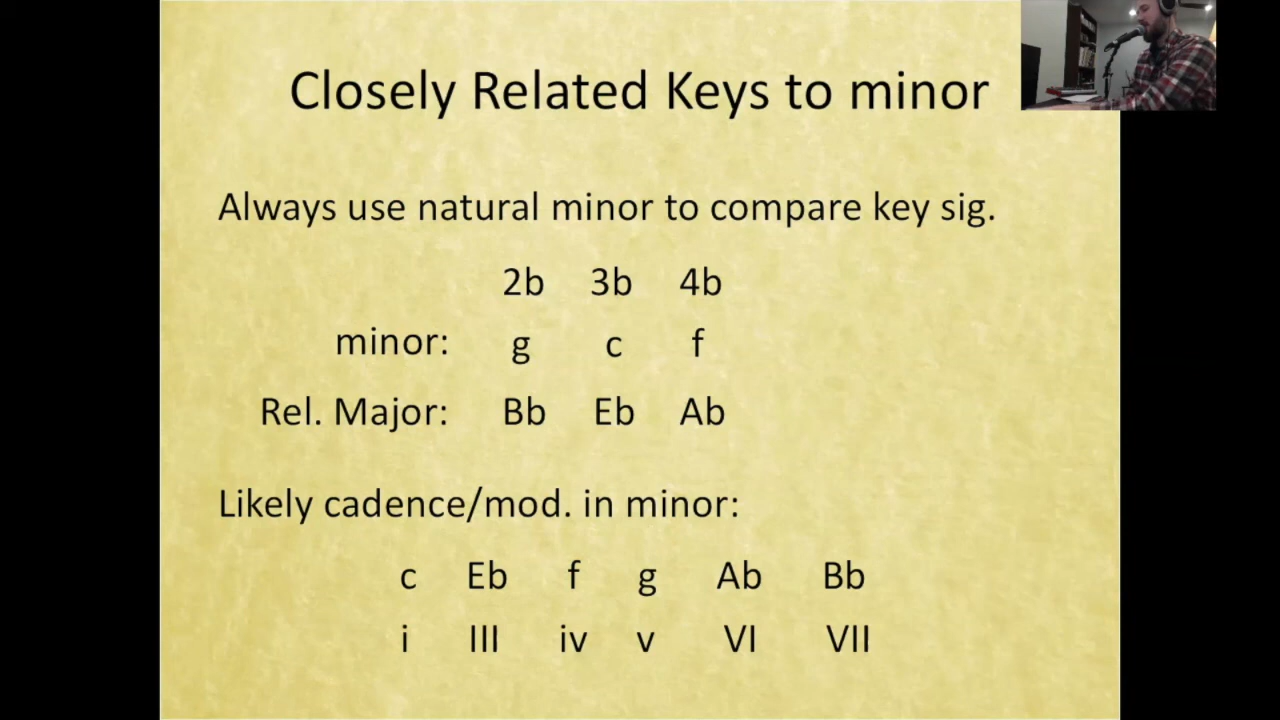 Closely Related Keys to minor
Always use natural minor to compare key sig.
2b 3b 4b
minor: g c f
Rel. Major: Bb Eb Ab
Likely cadence/mod. in minor:
c Eb f g Ab Bb
i III iv v VI VII